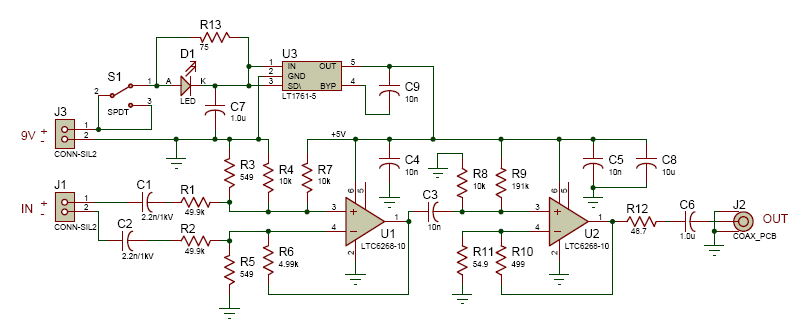 R13
75
D1
A
K
LED
S1
1
2
3
SPDT
U3
1
IN
OUT
5
2
GND
3
SD\
BYP
4
LT1761-5
C7
1.0u
C9
10n
J3
9V
+
-
1
2
CONN-SIL2
+5V
R3
549
R4
10k
R7
10k
C4
10n
R8
10k
R9
191k
C5
10n
C8
10u
J1
IN
+
-
1
2
CONN-SIL2
C1
2.2n/1kV
R1
49.9k
C2
2.2n/1kV
R2
49.9k
R5
549
R6
4.99k
3
4
6
5
1
2
U1
LTC6268-10
C3
10n
R11
54.9
R10
499
3
4
6
5
1
2
U2
LTC6268-10
R12
48.7
C6
1.0u
J2
OUT
COAX_PCB